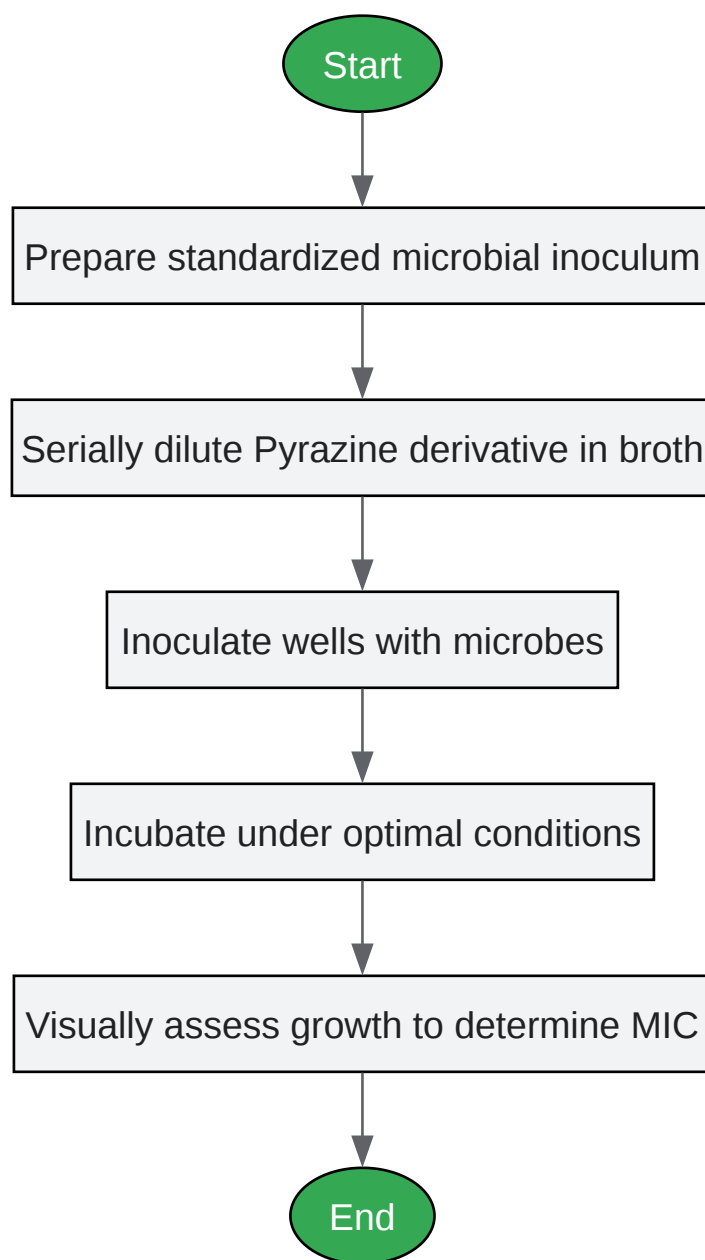 Start
Prepare standardized microbial inoculum
Serially dilute Pyrazine derivative in broth
Inoculate wells with microbes
Incubate under optimal conditions
Visually assess growth to determine MIC
End